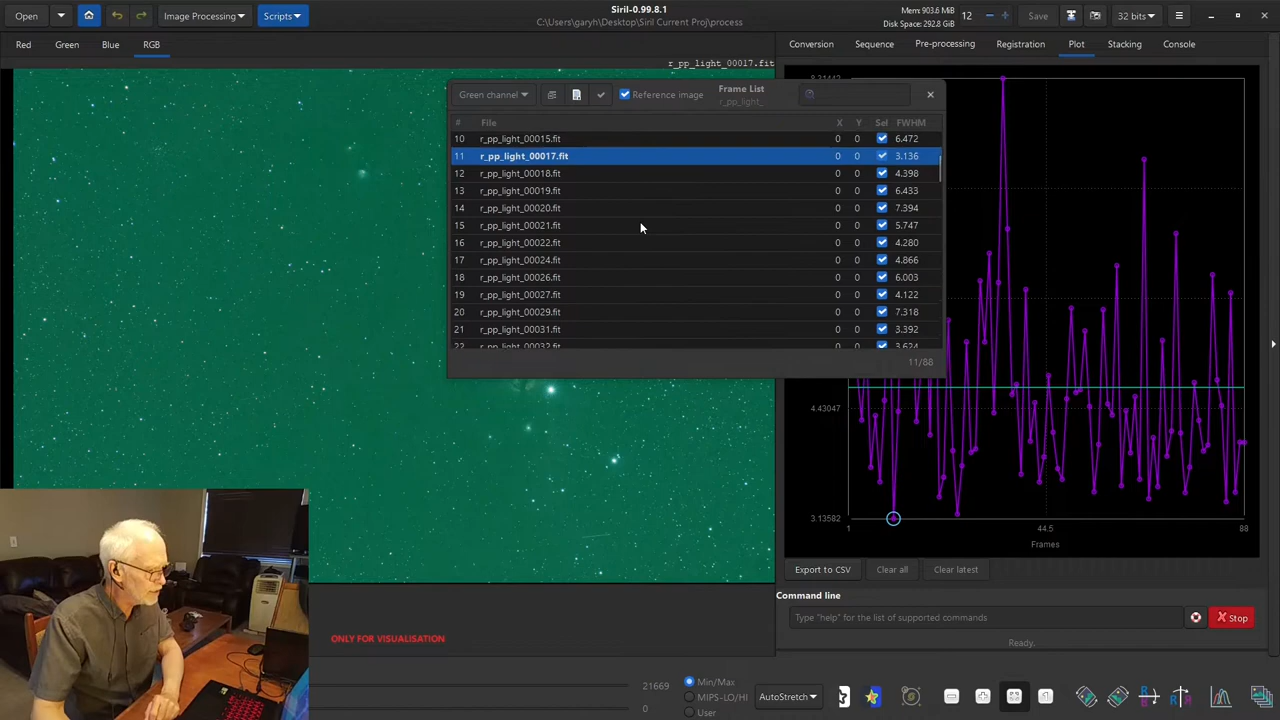 Siril-0.99.8.1
C:\Users\garyh\Desktop\Siril Current Proj\process
Open
Image Processing
Scripts
Mem: 903.6 MiB
Disk Space: 292.8 GiB
12
Save
32 bits
Red Green Blue RGB
Conversion Sequence Pre-processing Registration Plot Stacking Console
r_pp_light_00017.fit
Green channel
Reference image
Frame List
r_pp_light_
# File X Y Sel FWHM
10 r_pp_light_00015.fit 0 0 6.472
11 r_pp_light_00017.fit 0 0 3.136
12 r_pp_light_00018.fit 0 0 4.398
13 r_pp_light_00019.fit 0 0 6.433
14 r_pp_light_00020.fit 0 0 7.394
15 r_pp_light_00021.fit 0 0 5.747
16 r_pp_light_00022.fit 0 0 4.280
17 r_pp_light_00024.fit 0 0 4.866
18 r_pp_light_00026.fit 0 0 6.003
19 r_pp_light_00027.fit 0 0 4.122
20 r_pp_light_00029.fit 0 0 7.318
21 r_pp_light_00031.fit 0 0 3.392
22 r_pp_light_00032.fit 0 0 3.624
11/88
4.43047
3.13582
1 44.5 88
Frames
Export to CSV Clear all Clear latest
Command line
Type "help" for the list of supported commands
Stop
Ready.
ONLY FOR VISUALISATION
21669
0
Min/Max
MIPS-LO/HI
User
AutoStretch